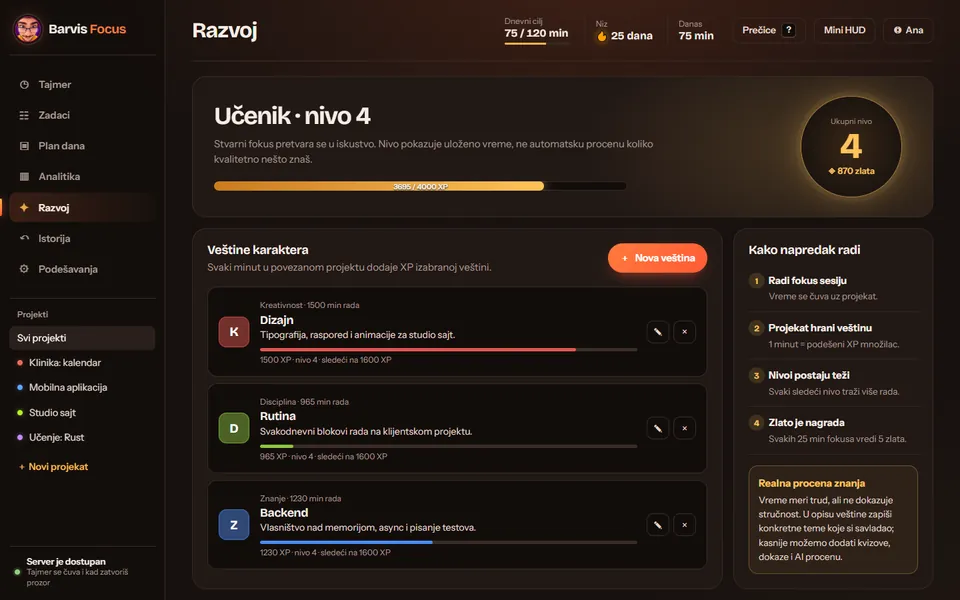 Barvis Focus
Tajmer
Zadaci
Plan dana
Analitika
Razvoj
Istorija
Podešavanja
Projekti
Svi projekti
Klinika: kalendar
Mobilna aplikacija
Studio sajt
Učenje: Rust
+ Novi projekat
Server je dostupan
Tajmer se čuva i kad zatvoriš
prozor
Razvoj
Dnevni cilj
75 / 120 min
Niz
25 dana
Danas
75 min
Prečice ?
Mini HUD
Ana
Učenik · nivo 4
Stvarni fokus pretvara se u iskustvo. Nivo pokazuje uloženo vreme, ne automatsku procenu koliko
kvalitetno nešto znaš.
3695 / 4000 XP
Ukupni nivo
4
870 zlata
Veštine karaktera
Svaki minut u povezanom projektu dodaje XP izabranoj veštini.
+ Nova veština
K
Kreativnost · 1500 min rada
Dizajn
Tipografija, raspored i animacije za studio sajt.
1500 XP · nivo 4 · sledeći na 1600 XP
D
Disciplina · 965 min rada
Rutina
Svakodnevni blokovi rada na klijentskom projektu.
965 XP · nivo 4 · sledeći na 1600 XP
Z
Znanje · 1230 min rada
Backend
Vlasništvo nad memorijom, async i pisanje testova.
1230 XP · nivo 4 · sledeći na 1600 XP
Kako napredak radi
1 Radi fokus sesiju
Vreme se čuva uz projekat.
2 Projekat hrani veštinu
1 minut = podešeni XP množilac.
3 Nivoi postaju teži
Svaki sledeći nivo traži više rada.
4 Zlato je nagrada
Svakih 25 min fokusa vredi 5 zlata.
Realna procena znanja
Vreme meri trud, ali ne dokazuje
stručnost. U opisu veštine zapiši
konkretne teme koje si savladao;
kasnije možemo dodati kvizove,
dokaze i AI procenu.